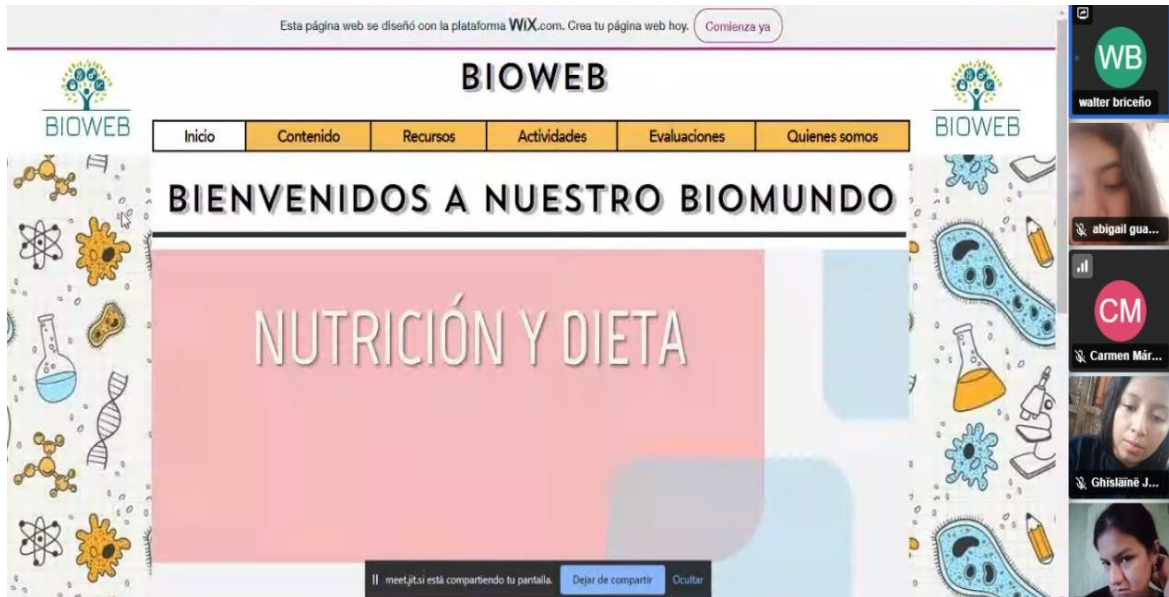 Esta página web se diseñó con la plataforma WiX.com. Crea tu página web hoy. Comienza ya
BIOWEB
BIOWEB
BIOWEB
Inicio Contenido Recursos Actividades Evaluaciones Quienes somos
BIENVENIDOS A NUESTRO BIOMUNDO
NUTRICIÓN Y DIETA
meet.jit.si está compartiendo tu pantalla. Dejar de compartir Ocultar
WB
walter briceño
abigail gua...
CM
Carmen Már...
Ghïsläïnë J...